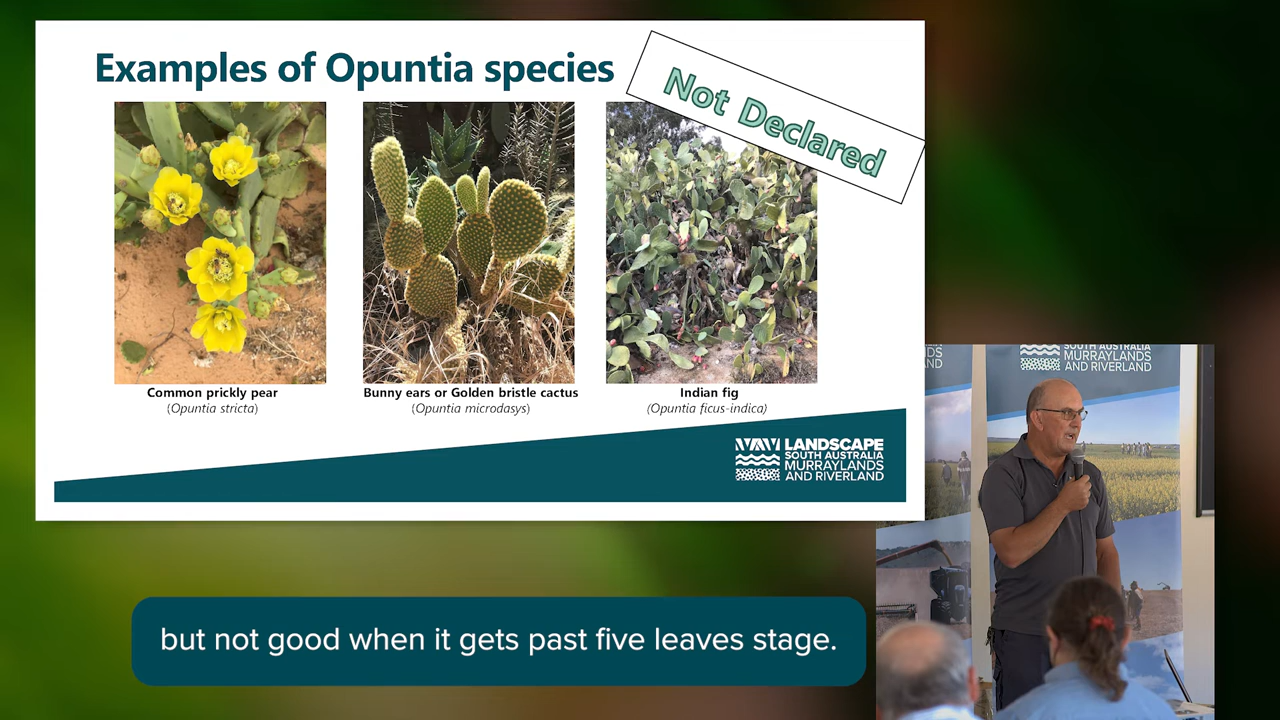 Examples of Opuntia species
Not Declared
Common prickly pear
(Opuntia stricta)
Bunny ears or Golden bristle cactus
(Opuntia microdasys)
Indian fig
(Opuntia ficus-indica)
LANDSCAPE
SOUTH AUSTRALIA
MURRAYLANDS
AND RIVERLAND
SOUTH AUSTRALIA
MURRAYLANDS
AND RIVERLAND
LANDS
AND
but not good when it gets past five leaves stage.